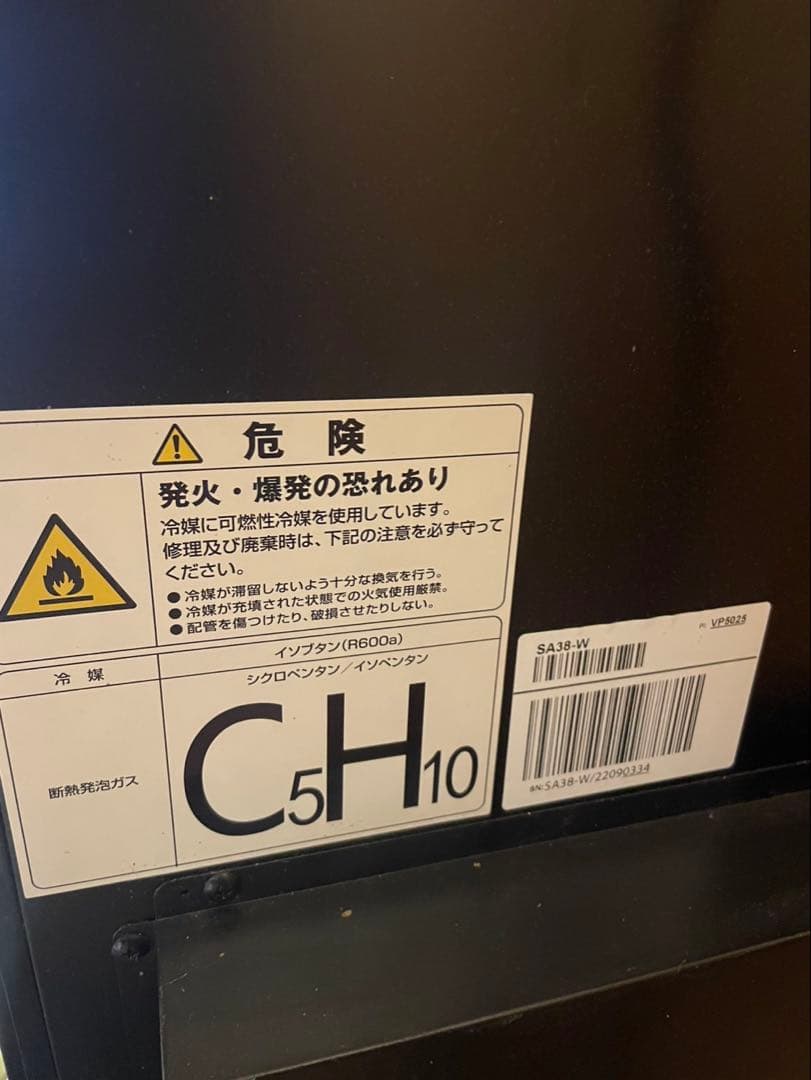 危 険
発火・爆発の恐れあり
冷媒に可燃性冷媒を使用しています。
修理及び廃棄時は、下記の注意を必ず守って
ください。
●冷媒が滞留しないよう十分な換気を行う。
●冷媒が充填された状態での火気使用厳禁。
●配管を傷つけたり、破損させたりしない。
冷 媒
イソブタン(R600a)
断熱発泡ガス
シクロペンタン/イソペンタン
C5H10
SA38-W
PI: VP5025
SN:SA38-W/22090334